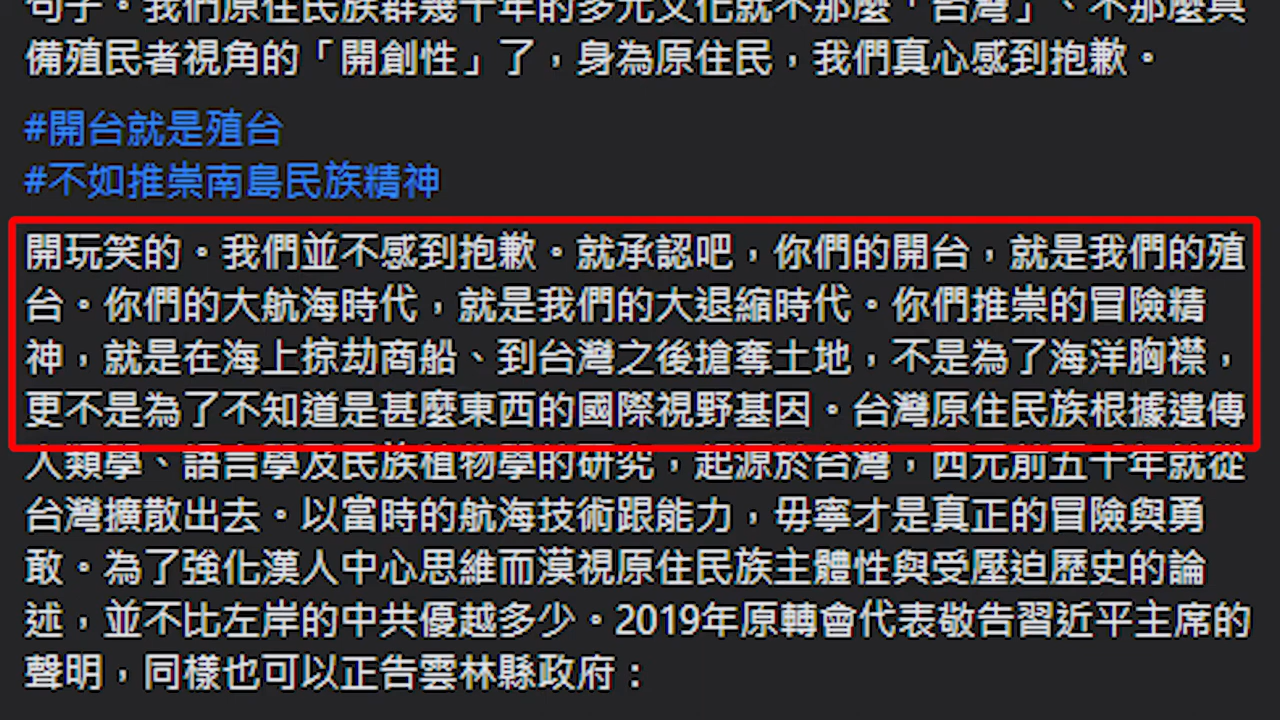 句子。我們原住民族群幾千年的多元文化就不那麼「台灣」、不那麼具
備殖民者視角的「開創性」了，身為原住民，我們真心感到抱歉。
#開台就是殖台
#不如推崇南島民族精神
開玩笑的。我們並不感到抱歉。就承認吧，你們的開台，就是我們的殖
台。你們的大航海時代，就是我們的大退縮時代。你們推崇的冒險精
神，就是在海上掠劫商船、到台灣之後搶奪土地，不是為了海洋胸襟，
更不是為了不知道是甚麼東西的國際視野基因。台灣原住民族根據遺傳
人類學、語言學及民族植物學的研究，起源於台灣，西元前五千年就從
台灣擴散出去。以當時的航海技術跟能力，毋寧才是真正的冒險與勇
敢。為了強化漢人中心思維而漠視原住民族主體性與受壓迫歷史的論
述，並不比左岸的中共優越多少。2019年原轉會代表敬告習近平主席的
聲明，同樣也可以正告雲林縣政府：